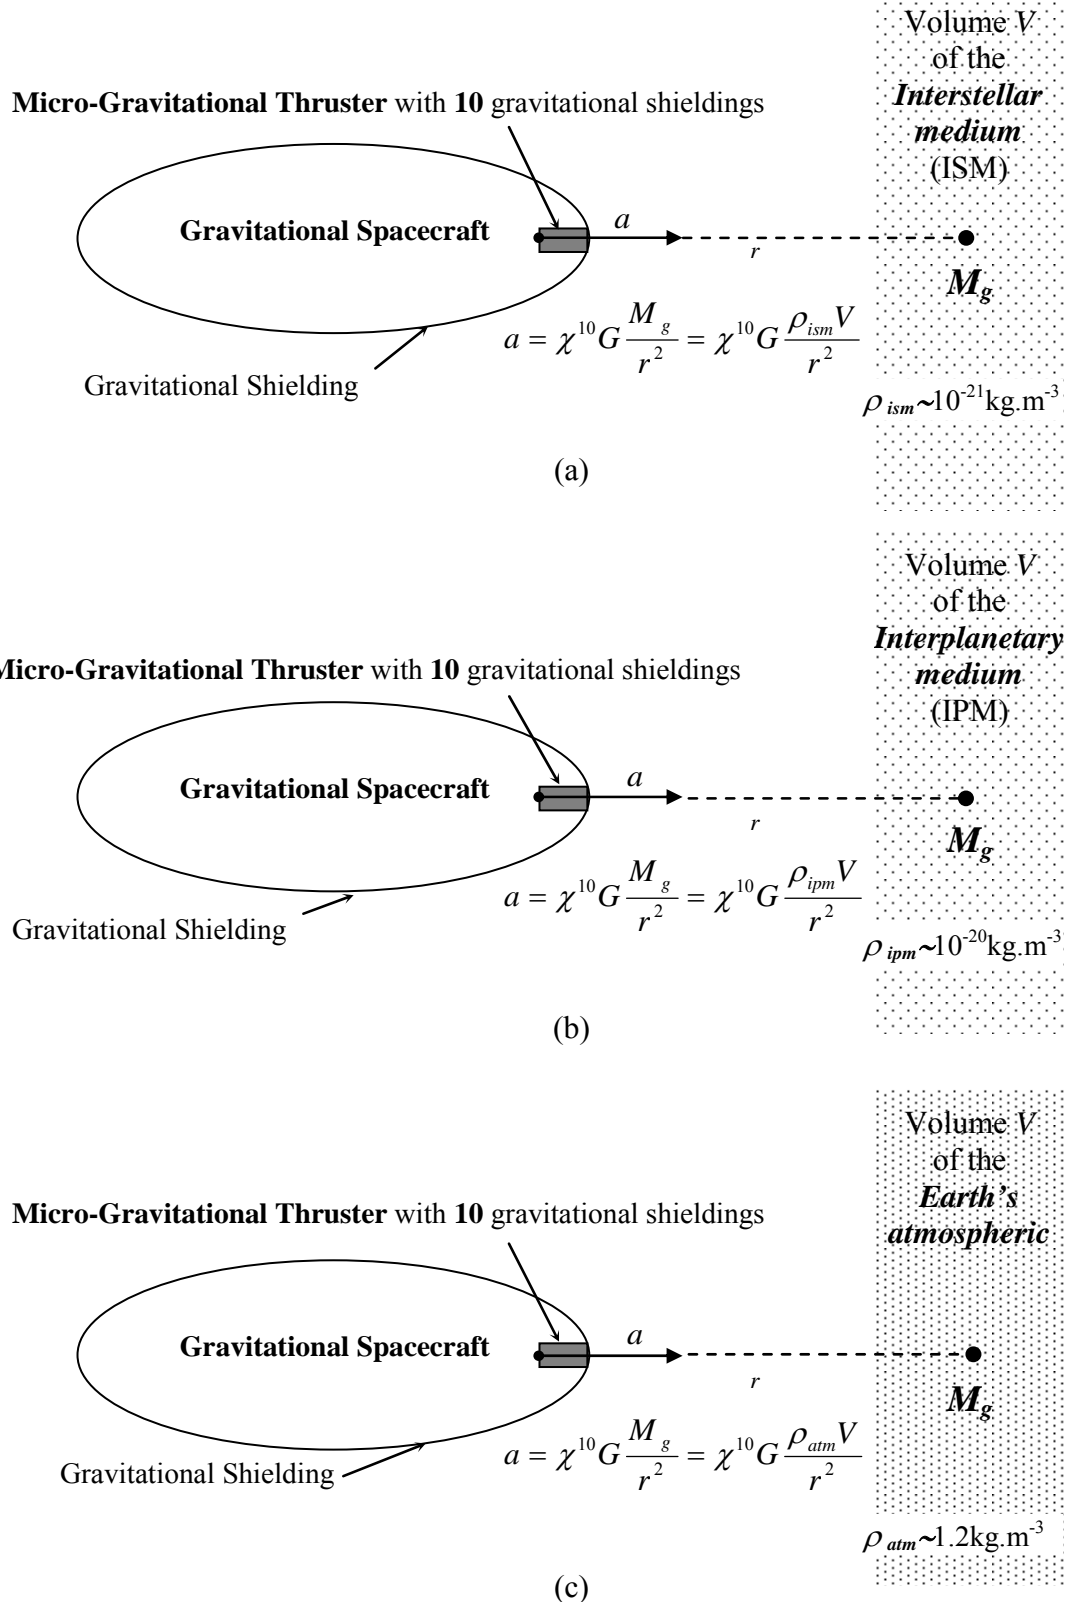 Volume V
of the
Interstellar
medium
(ISM)
Micro-Gravitational Thruster with 10 gravitational shieldings
Gravitational Spacecraft
a
r
M_g
a = χ^10 G M_g / r^2 = χ^10 G ρ_ism V / r^2
Gravitational Shielding
ρ_ism ~10^-21 kg.m^-3
(a)
Volume V
of the
Interplanetary
medium
(IPM)
Micro-Gravitational Thruster with 10 gravitational shieldings
Gravitational Spacecraft
a
r
M_g
a = χ^10 G M_g / r^2 = χ^10 G ρ_ipm V / r^2
Gravitational Shielding
ρ_ipm ~10^-20 kg.m^-3
(b)
Volume V
of the
Earth's
atmospheric
Micro-Gravitational Thruster with 10 gravitational shieldings
Gravitational Spacecraft
a
r
M_g
a = χ^10 G M_g / r^2 = χ^10 G ρ_atm V / r^2
Gravitational Shielding
ρ_atm ~1.2kg.m^-3
(c)